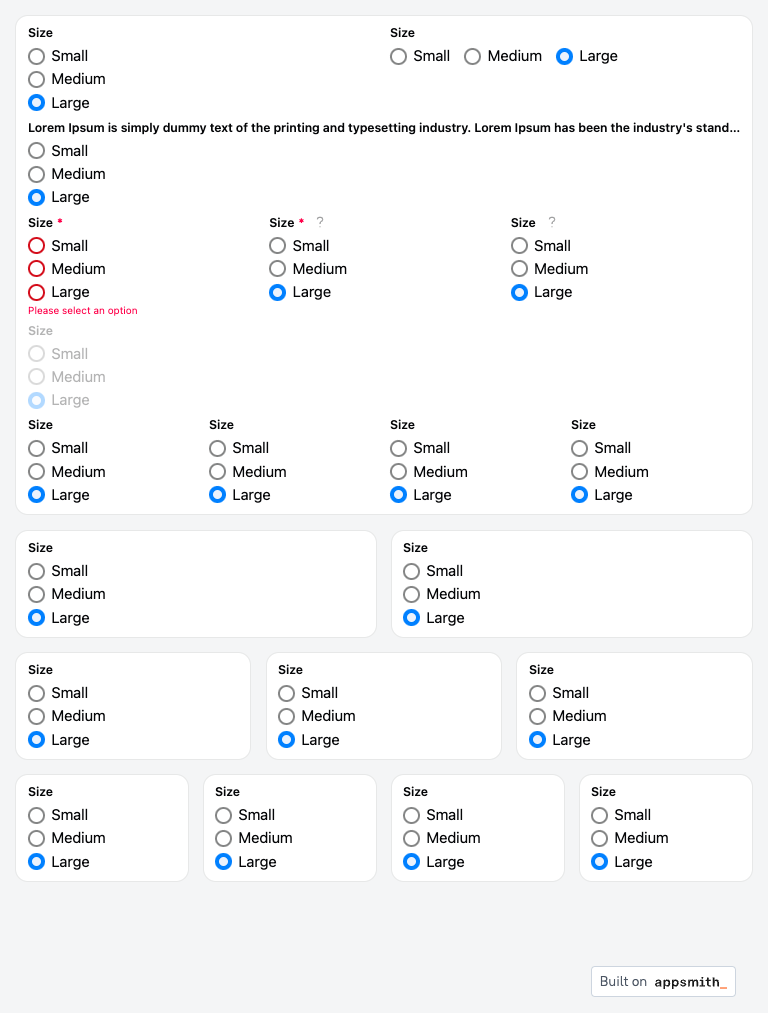 Size
Small
Medium
Large
Size
Small Medium Large
Lorem Ipsum is simply dummy text of the printing and typesetting industry. Lorem Ipsum has been the industry's stand...
Small
Medium
Large
Size *
Small
Medium
Large
Please select an option
Size * ?
Small
Medium
Large
Size ?
Small
Medium
Large
Size
Small
Medium
Large
Size
Small
Medium
Large
Size
Small
Medium
Large
Size
Small
Medium
Large
Size
Small
Medium
Large
Size
Small
Medium
Large
Size
Small
Medium
Large
Size
Small
Medium
Large
Size
Small
Medium
Large
Size
Small
Medium
Large
Size
Small
Medium
Large
Size
Small
Medium
Large
Size
Small
Medium
Large
Size
Small
Medium
Large
Built on appsmith_